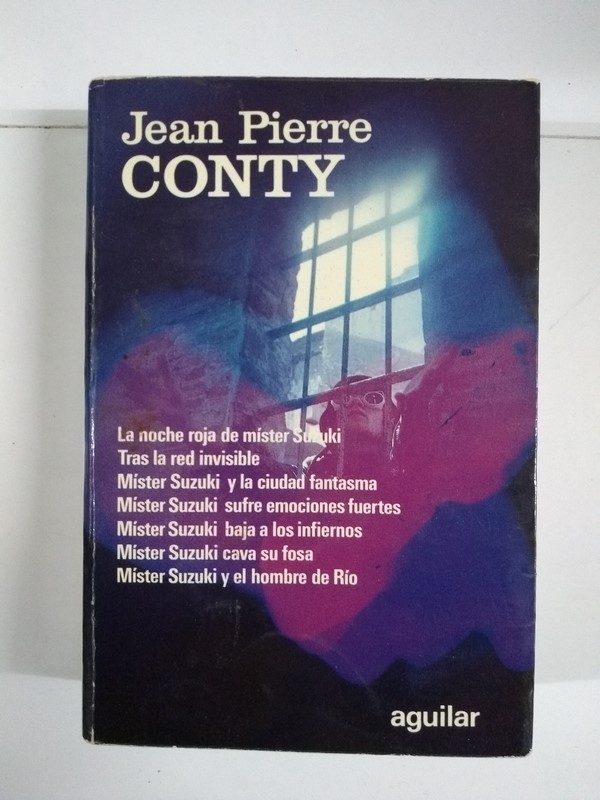 Jean Pierre
CONTY
La noche roja de míster Suzuki
Tras la red invisible
Míster Suzuki y la ciudad fantasma
Míster Suzuki sufre emociones fuertes
Míster Suzuki baja a los infiernos
Míster Suzuki cava su fosa
Míster Suzuki y el hombre de Río
aguilar